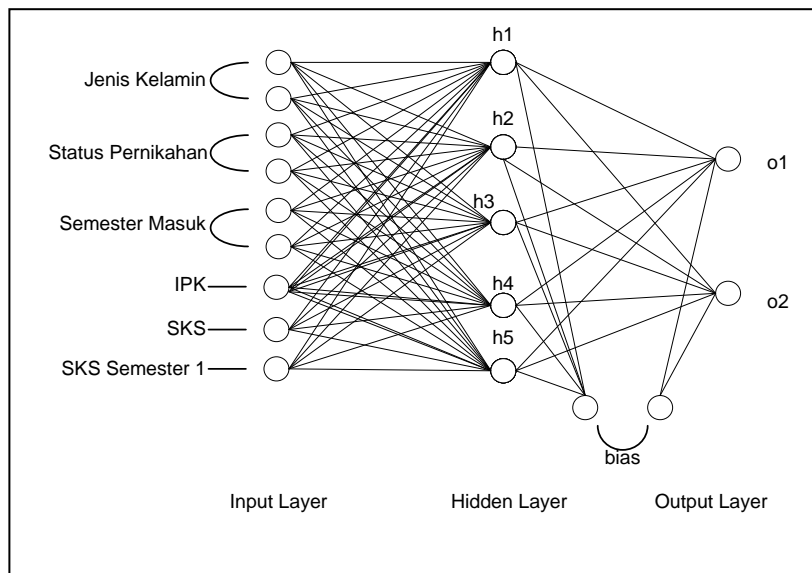 h1
Jenis Kelamin
h2
Status Pernikahan
o1
h3
Semester Masuk
IPK
h4
o2
SKS
h5
SKS Semester 1
bias
Input Layer
Hidden Layer
Output Layer